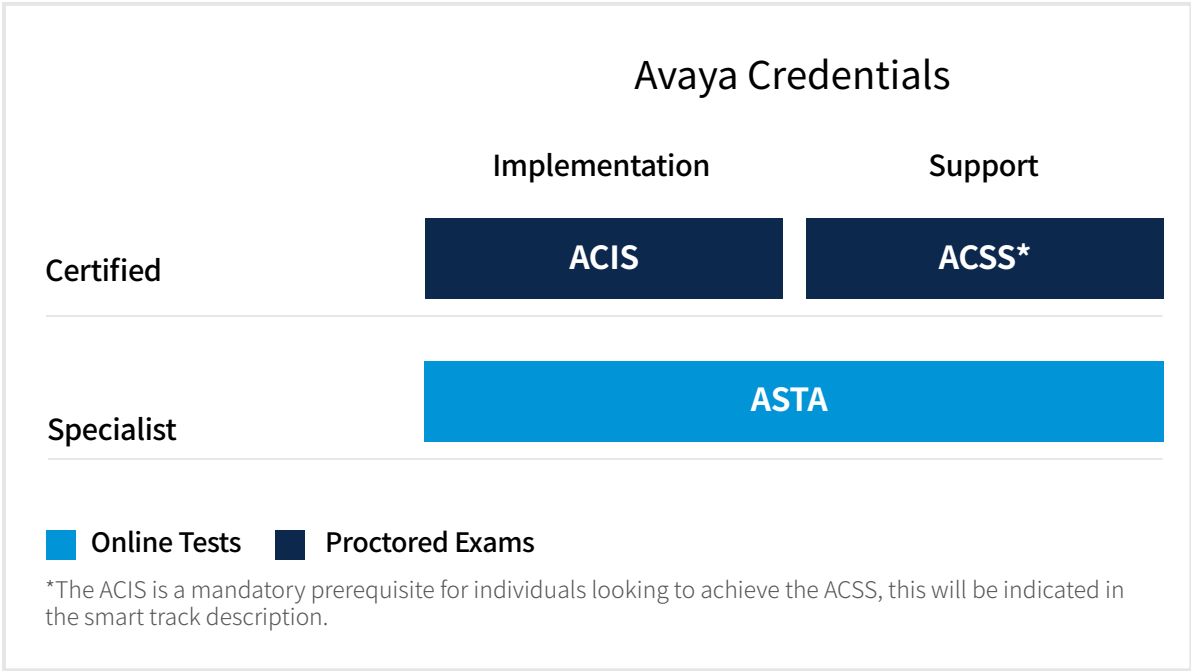 Avaya Credentials
Implementation
Support
Certified
ACIS
ACSS*
Specialist
ASTA
Online Tests
Proctored Exams
*The ACIS is a mandatory prerequisite for individuals looking to achieve the ACSS, this will be indicated in
the smart track description.